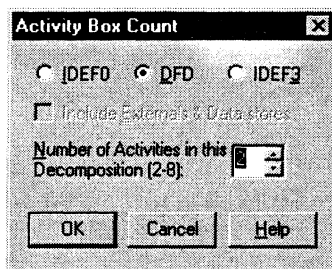 Activity Box Count
IDEF0 DFD IDEF3
Include Externals & Data stores
Number of Activities in this
Decomposition (2-8):
OK Cancel Help